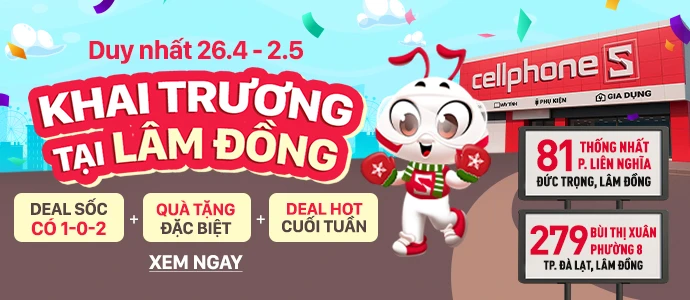 Duy nhất 26.4 - 2.5
KHAI TRƯƠNG
TẠI LÂM ĐỒNG
DEAL SỐC
CÓ 1-0-2
+
QUÀ TẶNG
ĐẶC BIỆT
+
DEAL HOT
CUỐI TUẦN
XEM NGAY
cellphone S
MÁY TÍNH
PHỤ KIỆN
GIA DỤNG
S
81 THỐNG NHẤT
P. LIÊN NGHĨA
ĐỨC TRỌNG, LÂM ĐỒNG
279 BÙI THỊ XUÂN
PHƯỜNG 8
TP. ĐÀ LẠT, LÂM ĐỒNG